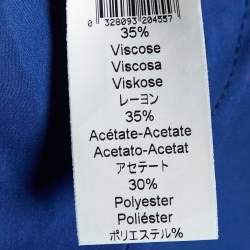 0 328093 204557
35%
Viscose
Viscosa
Viskose
レーヨン
35%
Acétate-Acetate
Acetato-Acetat
アセテート
30%
Polyester
Poliéster
ポリエステル%